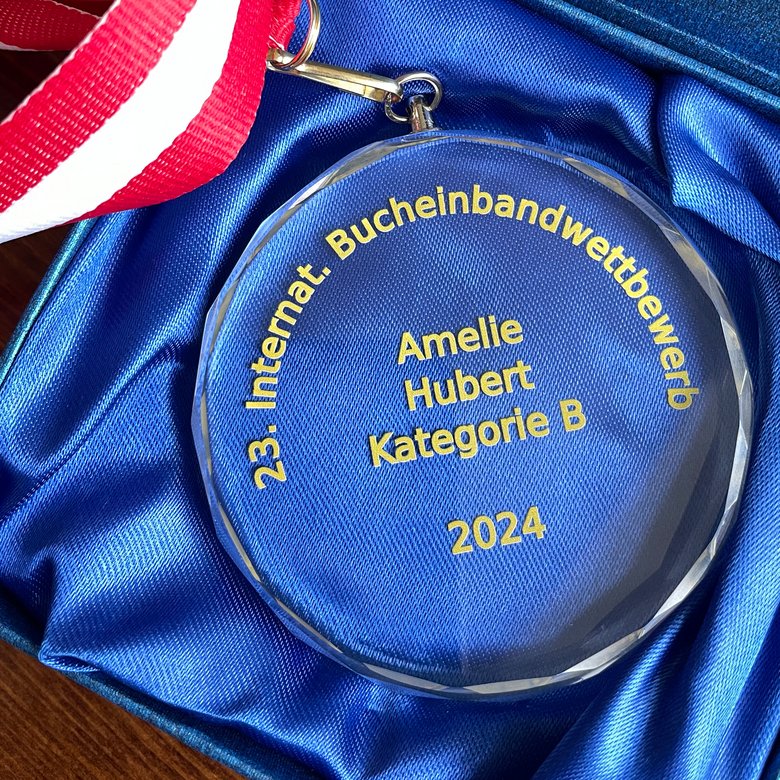 23. Internat. Bucheinbandwettbewerb
Amelie
Hubert
Kategorie B
2024